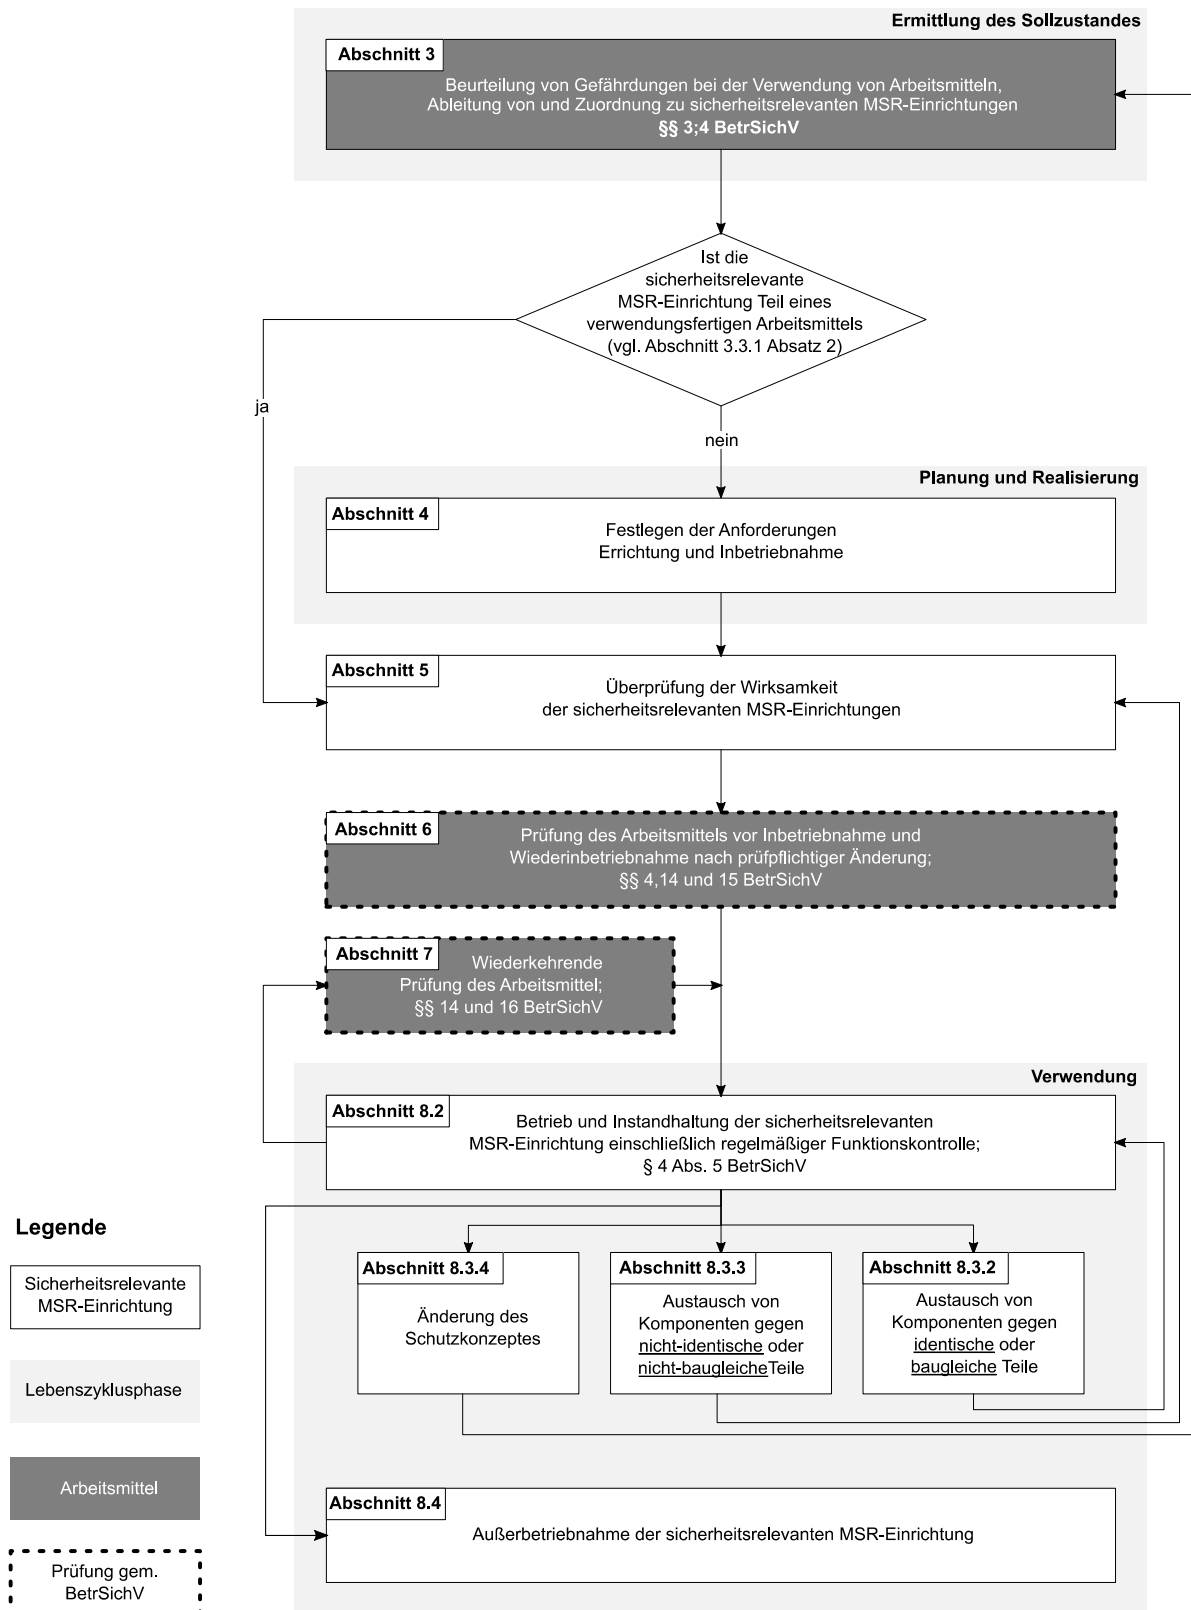 Ermittlung des Sollzustandes
Abschnitt 3
Beurteilung von Gefährdungen bei der Verwendung von Arbeitsmitteln,
Ableitung von und Zuordnung zu sicherheitsrelevanten MSR-Einrichtungen
§§ 3;4 BetrSichV
Ist die
sicherheitsrelevante
MSR-Einrichtung Teil eines
verwendungsfertigen Arbeitsmittels
(vgl. Abschnitt 3.3.1 Absatz 2)
ja
nein
Planung und Realisierung
Abschnitt 4
Festlegen der Anforderungen
Errichtung und Inbetriebnahme
Abschnitt 5
Überprüfung der Wirksamkeit
der sicherheitsrelevanten MSR-Einrichtungen
Abschnitt 6
Prüfung des Arbeitsmittels vor Inbetriebnahme und
Wiederinbetriebnahme nach prüfpflichtiger Änderung;
§§ 4,14 und 15 BetrSichV
Abschnitt 7
Wiederkehrende
Prüfung des Arbeitsmittel;
§§ 14 und 16 BetrSichV
Verwendung
Abschnitt 8.2
Betrieb und Instandhaltung der sicherheitsrelevanten
MSR-Einrichtung einschließlich regelmäßiger Funktionskontrolle;
§ 4 Abs. 5 BetrSichV
Abschnitt 8.3.4
Änderung des
Schutzkonzeptes
Abschnitt 8.3.3
Austausch von
Komponenten gegen
nicht-identische oder
nicht-baugleicheTeile
Abschnitt 8.3.2
Austausch von
Komponenten gegen
identische oder
baugleiche Teile
Abschnitt 8.4
Außerbetriebnahme der sicherheitsrelevanten MSR-Einrichtung
Legende
Sicherheitsrelevante
MSR-Einrichtung
Lebenszyklusphase
Arbeitsmittel
Prüfung gem.
BetrSichV